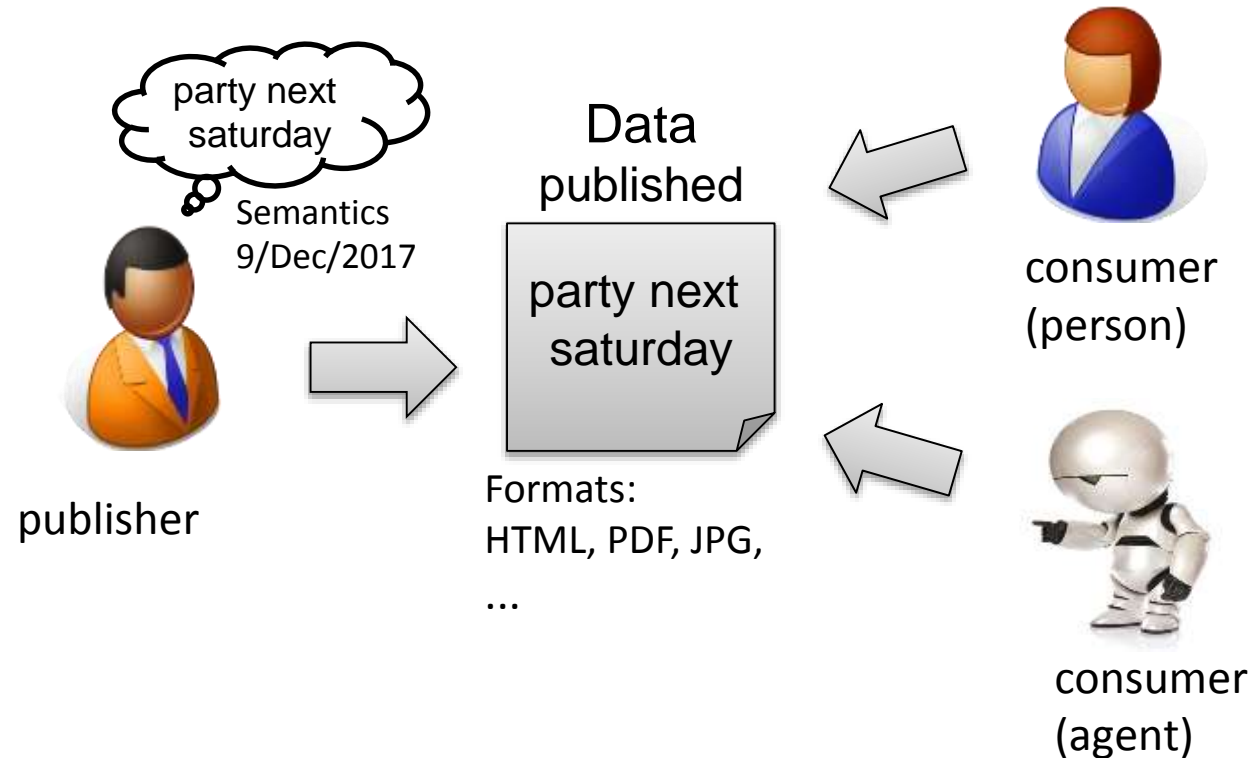 party next
saturday
Semantics
9/Dec/2017
publisher
Data
published
party next
saturday
Formats:
HTML, PDF, JPG,
...
consumer
(person)
consumer
(agent)